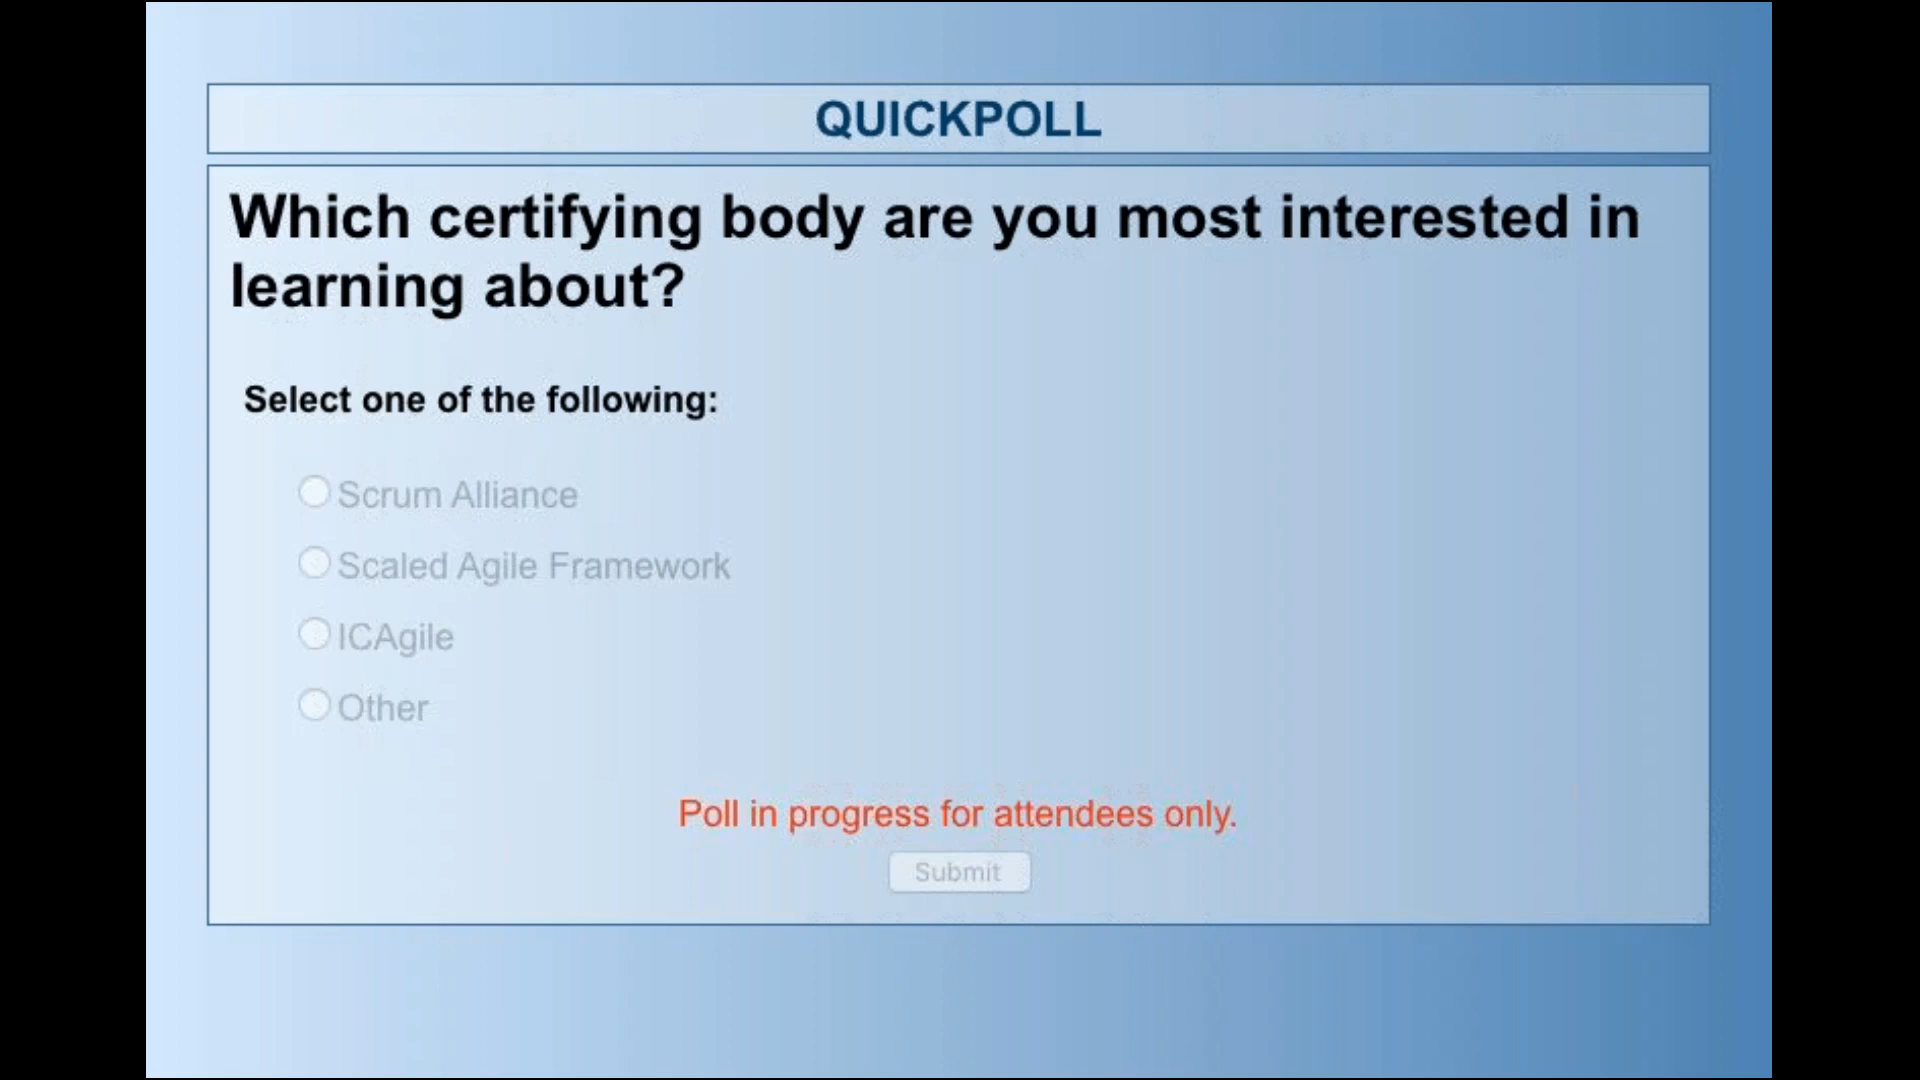 QUICKPOLL
Which certifying body are you most interested in
learning about?
Select one of the following:
Scrum Alliance
Scaled Agile Framework
ICAgile
Other
Poll in progress for attendees only.
Submit